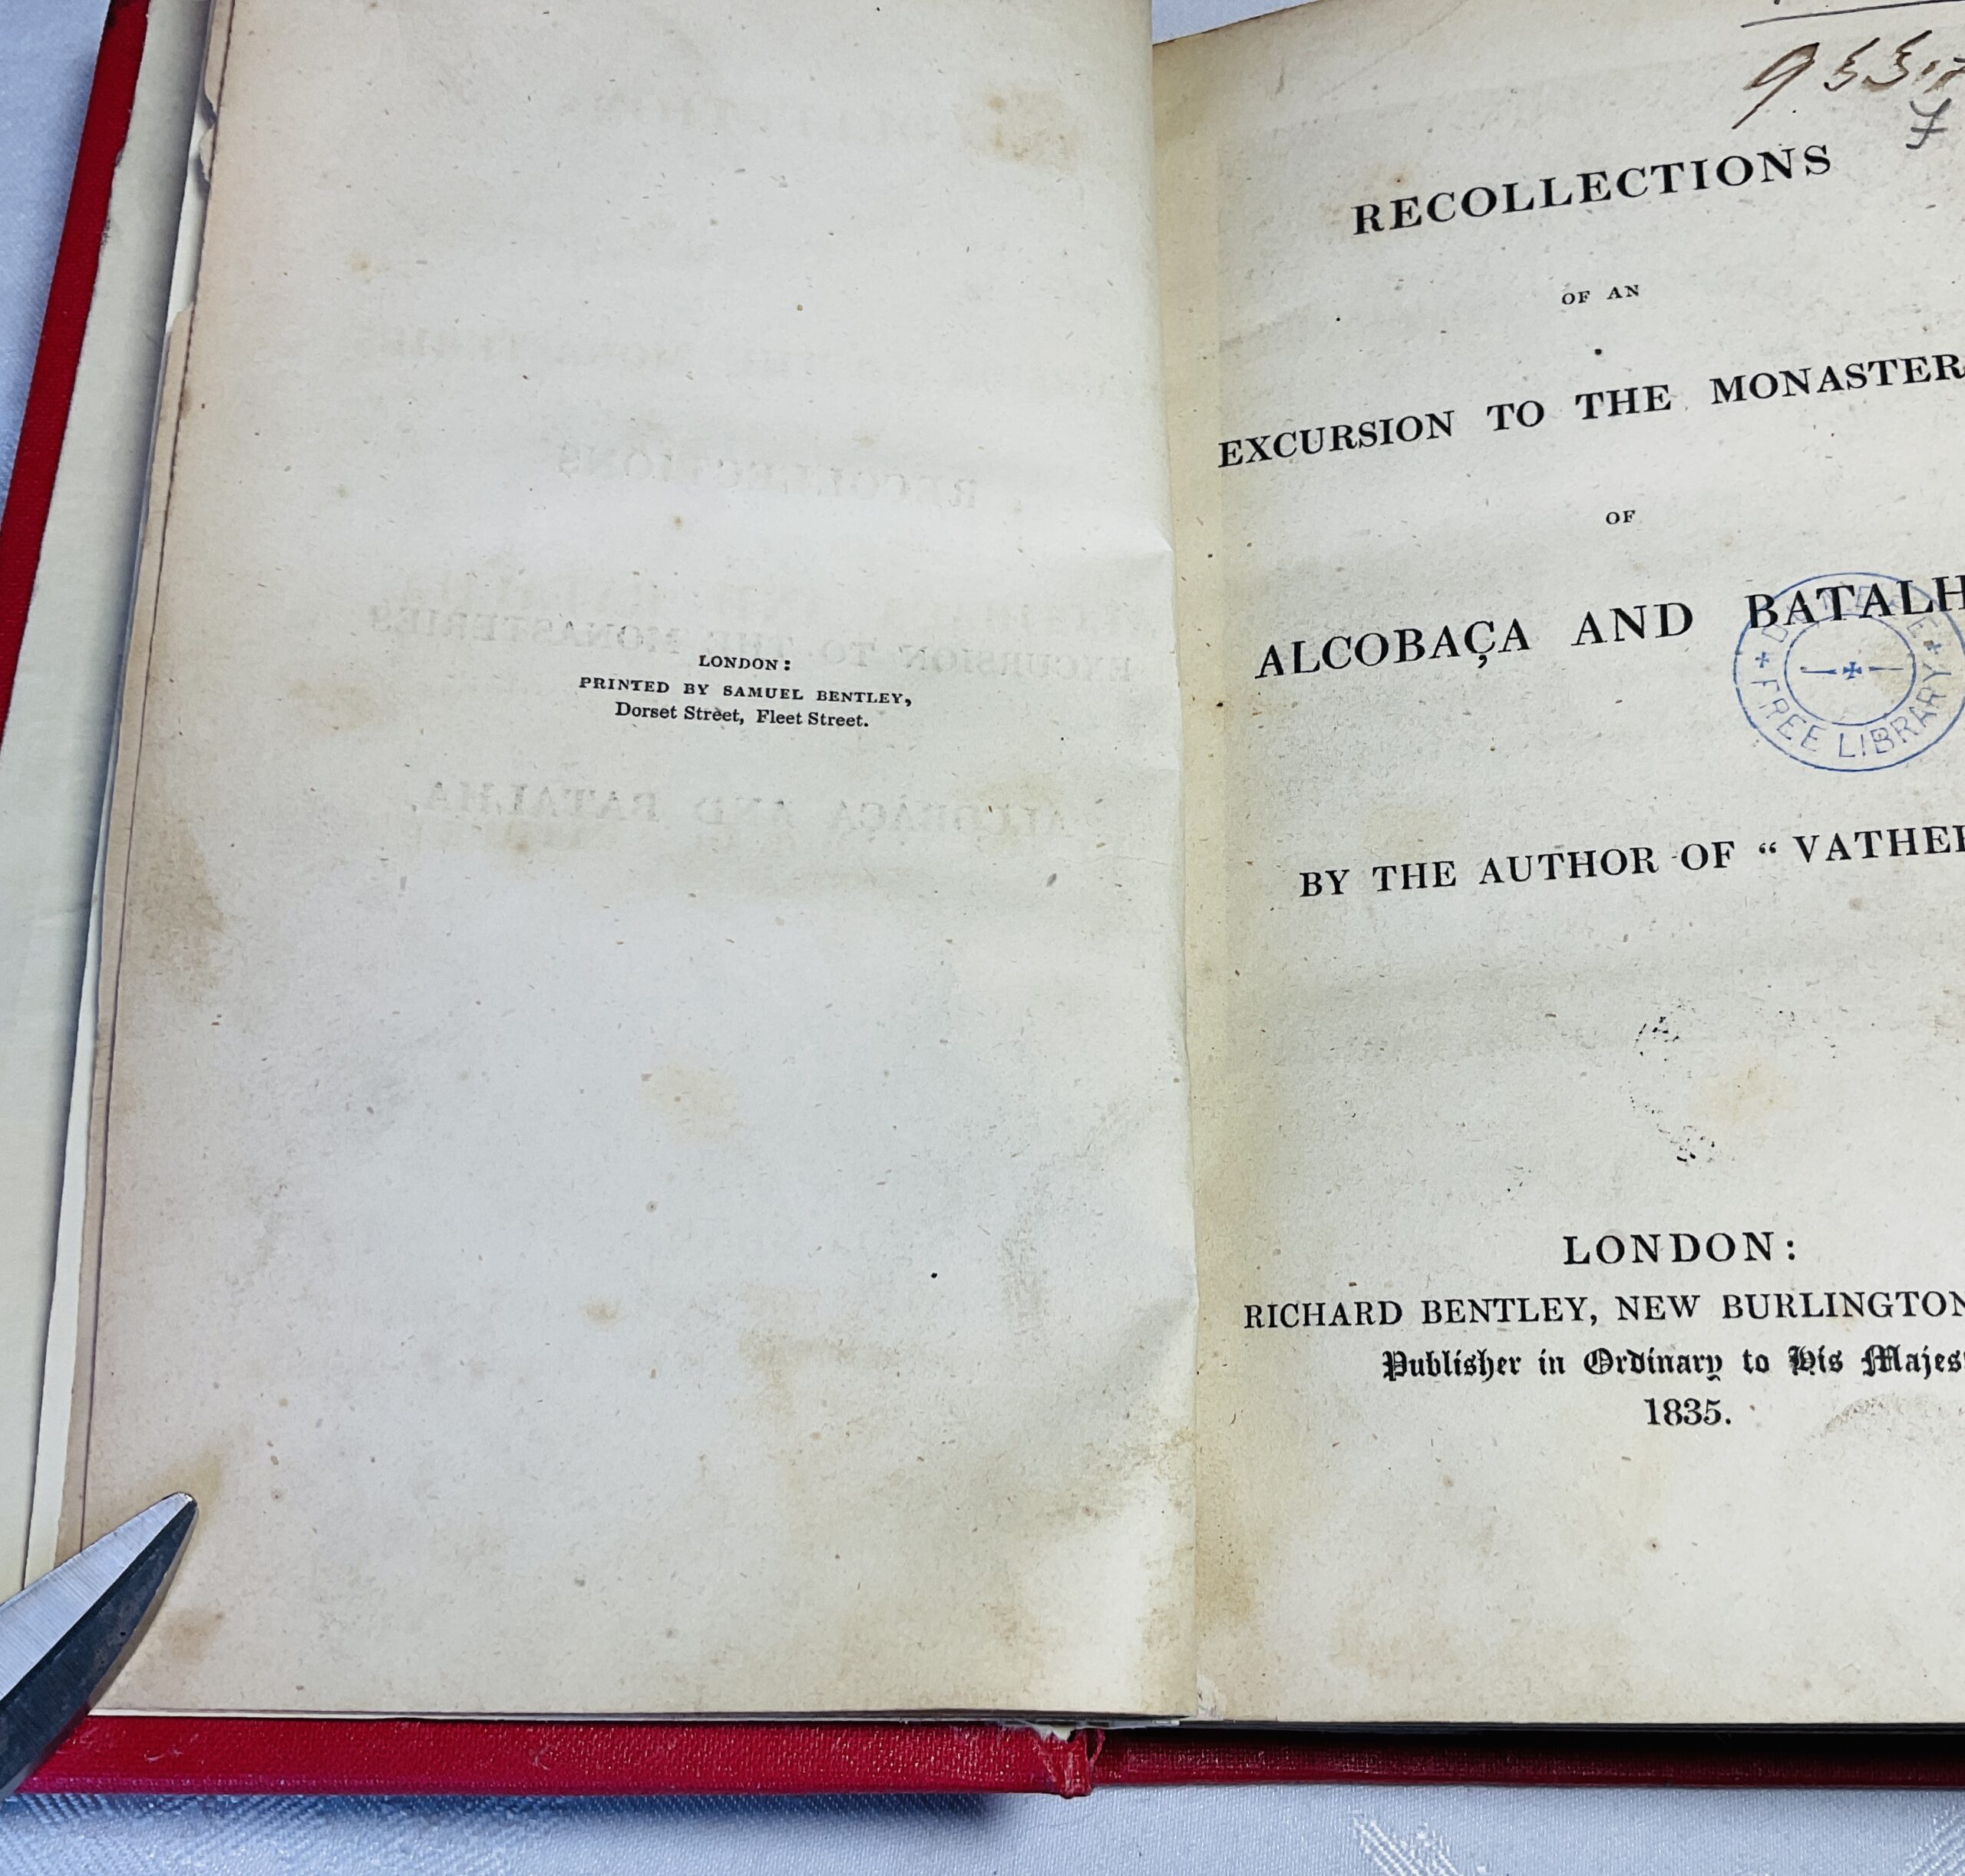 LONDON:
PRINTED BY SAMUEL BENTLEY,
Dorset Street, Fleet Street.
RECOLLECTIONS
OF AN
EXCURSION TO THE MONASTER
OF
ALCOBAÇA AND BATALH
FREE LIBRARY
BY THE AUTHOR OF “ VATHE
LONDON:
RICHARD BENTLEY, NEW BURLINGTON
Publisher in Ordinary to His Majes
1835.